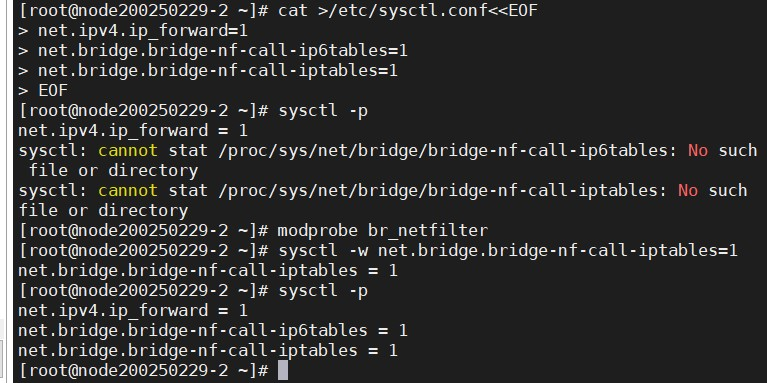 [root@node200250229-2 ~]# cat >/etc/sysctl.conf<<EOF
> net.ipv4.ip_forward=1
> net.bridge.bridge-nf-call-ip6tables=1
> net.bridge.bridge-nf-call-iptables=1
> EOF
[root@node200250229-2 ~]# sysctl -p
net.ipv4.ip_forward = 1
sysctl: cannot stat /proc/sys/net/bridge/bridge-nf-call-ip6tables: No such
 file or directory
sysctl: cannot stat /proc/sys/net/bridge/bridge-nf-call-iptables: No such
file or directory
[root@node200250229-2 ~]# modprobe br_netfilter
[root@node200250229-2 ~]# sysctl -w net.bridge.bridge-nf-call-iptables=1
net.bridge.bridge-nf-call-iptables = 1
[root@node200250229-2 ~]# sysctl -p
net.ipv4.ip_forward = 1
net.bridge.bridge-nf-call-ip6tables = 1
net.bridge.bridge-nf-call-iptables = 1
[root@node200250229-2 ~]#